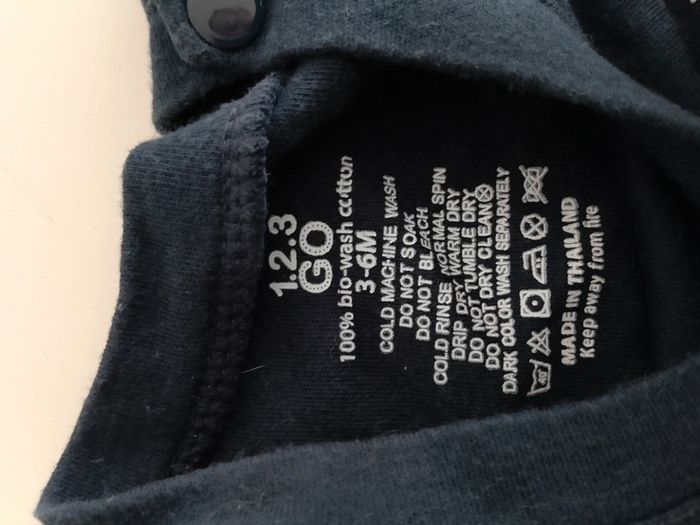 1.2.3
GO
100% bio-wash cotton
3-6M
COLD MACHINE WASH
DO NOT SOAK
DO NOT BLEACH
COLD RINSE NORMAL SPIN
DRIP DRY WARM DRY
DO NOT TUMBLE DRY
DO NOT DRY CLEAN
DARK COLOR WASH SEPARATELY
40°
MADE IN THAILAND
Keep away from fire